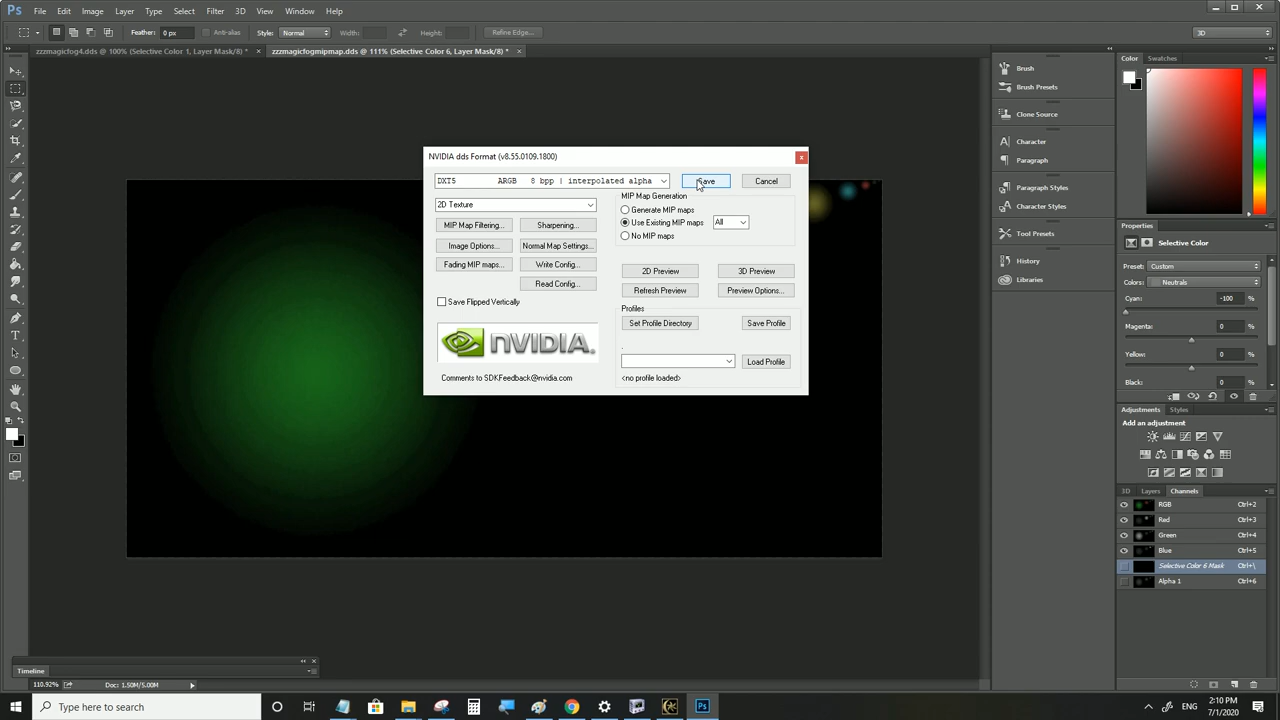 Ps File Edit Image Layer Type Select Filter 3D View Window Help
Feather: 0 px Anti-alias Style: Normal Width: Height: Refine Edge... 3D
zzzmagicfog4.dds @ 100% (Selective Color 1, Layer Mask/8) * × zzzmagicfogmipmap.dds @ 111% (Selective Color 6, Layer Mask/8) * ×
NVIDIA dds Format (v8.55.0109.1800)
DXT5 ARGB 8 bpp | interpolated alpha
Save Cancel
2D Texture
MIP Map Filtering... Sharpening...
Image Options... Normal Map Settings...
Fading MIP maps... Write Config...
Read Config...
Save Flipped Vertically
NVIDIA.
Comments to SDKFeedback@nvidia.com
MIP Map Generation
Generate MIP maps
Use Existing MIP maps All
No MIP maps
2D Preview 3D Preview
Refresh Preview Preview Options...
Profiles
Set Profile Directory Save Profile
.
Load Profile
<no profile loaded>
Brush
Brush Presets
Clone Source
Character
Paragraph
Paragraph Styles
Character Styles
Tool Presets
History
Libraries
Color Swatches
Properties
Selective Color
Preset: Custom
Colors: Neutrals
Cyan: -100 %
Magenta: 0 %
Yellow: 0 %
Black: 0 %
Adjustments Styles
Add an adjustment
3D Layers Channels
RGB Ctrl+2
Red Ctrl+3
Green Ctrl+4
Blue Ctrl+5
Selective Color 6 Mask Ctrl+\
Alpha 1 Ctrl+6
Timeline
110.92% Doc: 1.50M/5.00M
Type here to search
ENG
2:10 PM
7/1/2020